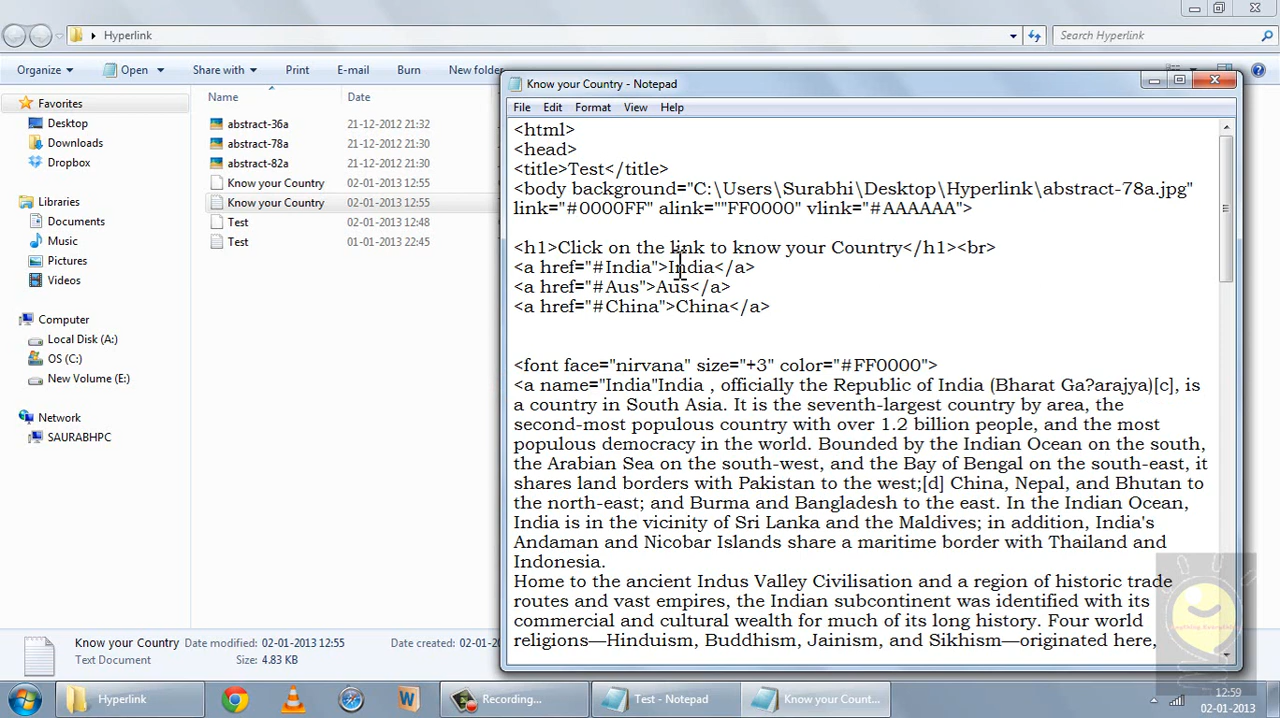 Hyperlink
Search Hyperlink
Organize
Open
Share with
Print
E-mail
Burn
New folder
Favorites
Desktop
Downloads
Dropbox
Libraries
Documents
Music
Pictures
Videos
Computer
Local Disk (A:)
OS (C:)
New Volume (E:)
Network
SAURABHPC
Name
Date
abstract-36a
21-12-2012 21:32
abstract-78a
21-12-2012 21:30
abstract-82a
21-12-2012 21:30
Know your Country
02-01-2013 12:55
Know your Country
02-01-2013 12:55
Test
02-01-2013 12:48
Test
01-01-2013 22:45
Know your Country - Notepad
File Edit Format View Help
<html>
<head>
<title>Test</title>
<body background="C:\Users\Surabhi\Desktop\Hyperlink\abstract-78a.jpg"
link="#0000FF" alink=""FF0000" vlink="#AAAAAA">
<h1>Click on the link to know your Country</h1><br>
<a href="#India">India</a>
<a href="#Aus">Aus</a>
<a href="#China">China</a>
<font face="nirvana" size="+3" color="#FF0000">
<a name="India"India , officially the Republic of India (Bharat Ga?arajya)[c], is
a country in South Asia. It is the seventh-largest country by area, the
second-most populous country with over 1.2 billion people, and the most
populous democracy in the world. Bounded by the Indian Ocean on the south,
the Arabian Sea on the south-west, and the Bay of Bengal on the south-east, it
shares land borders with Pakistan to the west;[d] China, Nepal, and Bhutan to
the north-east; and Burma and Bangladesh to the east. In the Indian Ocean,
India is in the vicinity of Sri Lanka and the Maldives; in addition, India's
Andaman and Nicobar Islands share a maritime border with Thailand and
Indonesia.
Home to the ancient Indus Valley Civilisation and a region of historic trade
routes and vast empires, the Indian subcontinent was identified with its
commercial and cultural wealth for much of its long history. Four world
religions—Hinduism, Buddhism, Jainism, and Sikhism—originated here,
Know your Country Date modified: 02-01-2013 12:55 Date created: 02-01-2013
Text Document Size: 4.83 KB
Hyperlink
Recording...
Test - Notepad
Know your Count...
12:59
02-01-2013